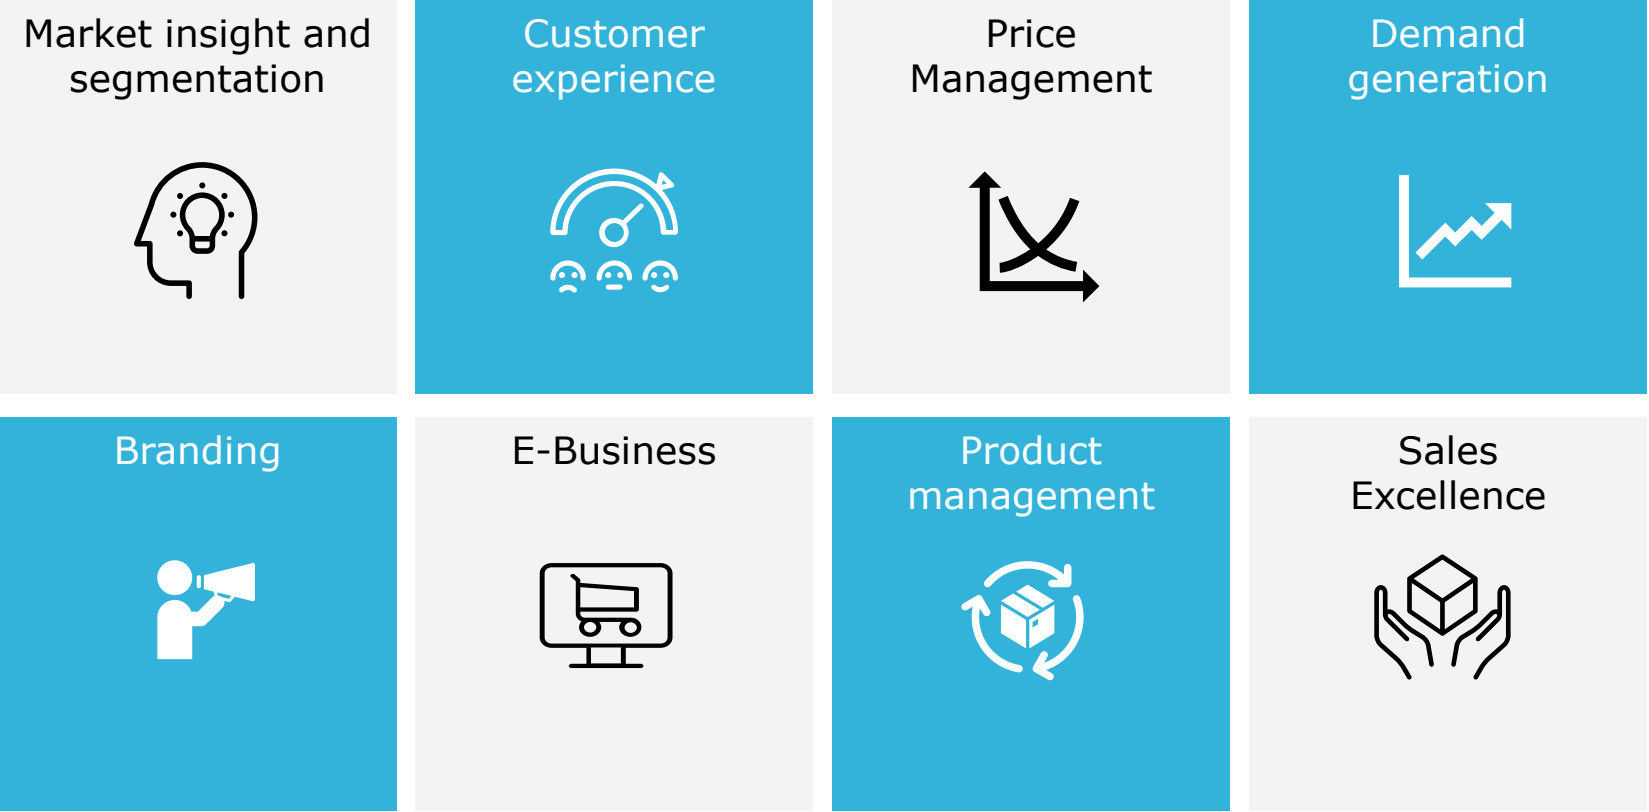 Market insight and
segmentation
Customer
experience
Price
Management
Demand
generation
Branding
E-Business
Product
management
Sales
Excellence